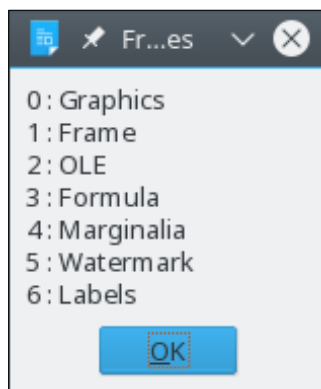 Fr...es
0 : Graphics
1 : Frame
2 : OLE
3 : Formula
4 : Marginalia
5 : Watermark
6 : Labels
OK